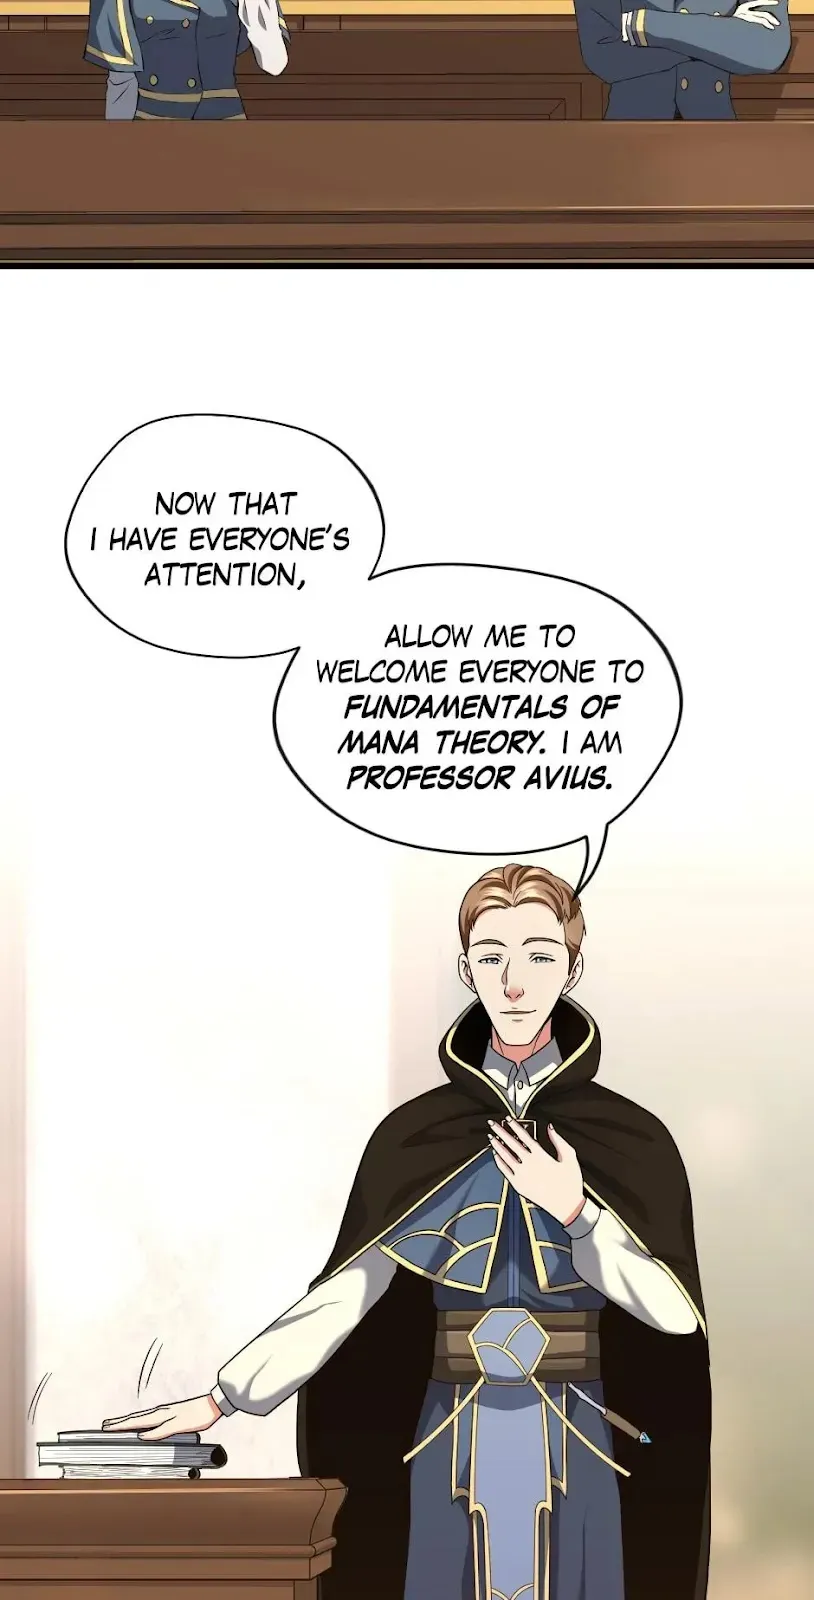 NOW THAT
I HAVE EVERYONE'S
ATTENTION,
ALLOW ME TO
WELCOME EVERYONE TO
FUNDAMENTALS OF
MANA THEORY. I AM
PROFESSOR AVIUS.